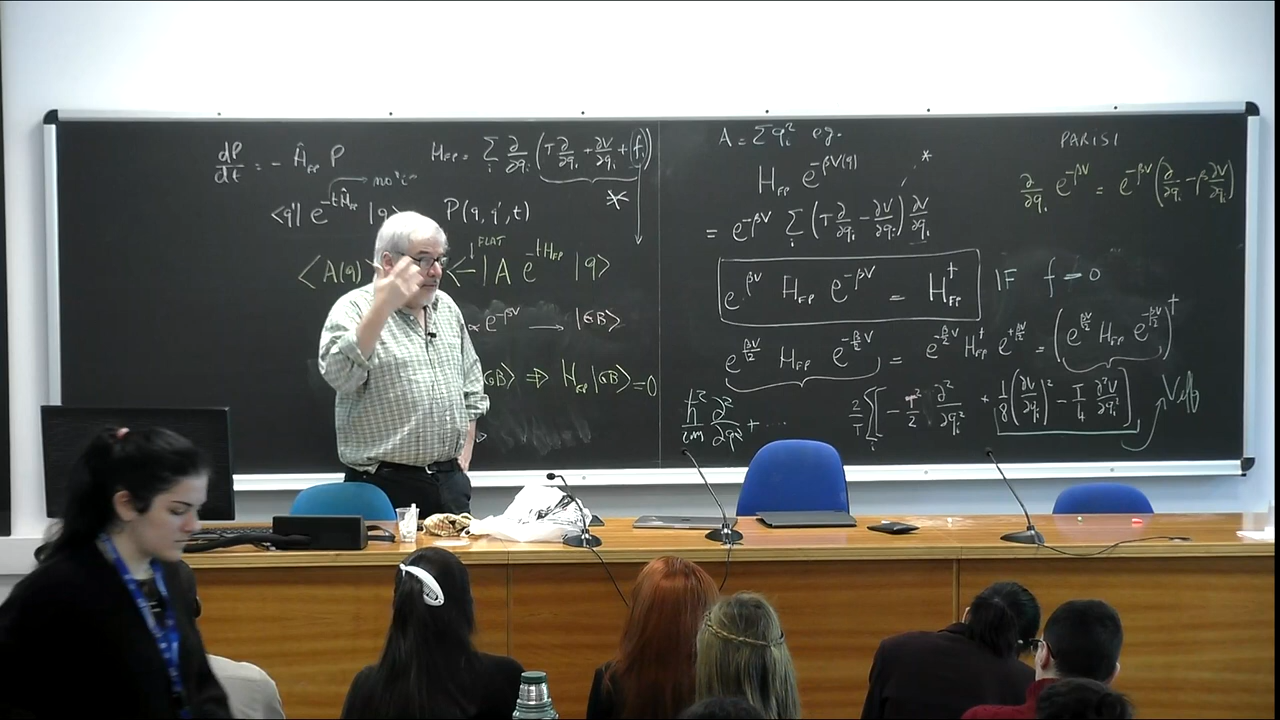 dP/dt = - Ĥ_FP P
H_FP = Σ_i ∂/∂q_i (T ∂/∂q_i + ∂V/∂q_i + f_i)
no "i"
*
<q'| e^{-tĤ_FP} |q>
P(q, q', t)
FLAT
<A(q)
<-| A e^{-tH_FP} |q>
∝ e^{-βV} → |GB>
|GB> ⇒ H_FP |GB> = 0
A = Σ q_i² eg.
H_FP e^{-βV(q)}
*
= e^{-βV} Σ_i (T ∂/∂q_i - ∂V/∂q_i) ∂V/∂q_i
e^{βV} H_FP e^{-βV} = H_FP^†
IF f = 0
e^{βV/2} H_FP e^{-βV/2} = e^{-β/2 V} H_FP^† e^{+βV/2} = (e^{βV/2} H_FP e^{-βV/2})^†
ħ²/2m ∂²/∂q² + ...
2/T Σ_i [ - T²/2 ∂²/∂q_i² + 1/8 (∂V/∂q_i)² - T/4 ∂²V/∂q_i² ]
Veff
PARISI
∂/∂q_i e^{-βV} = e^{-βV} (∂/∂q_i - β ∂V/∂q_i)